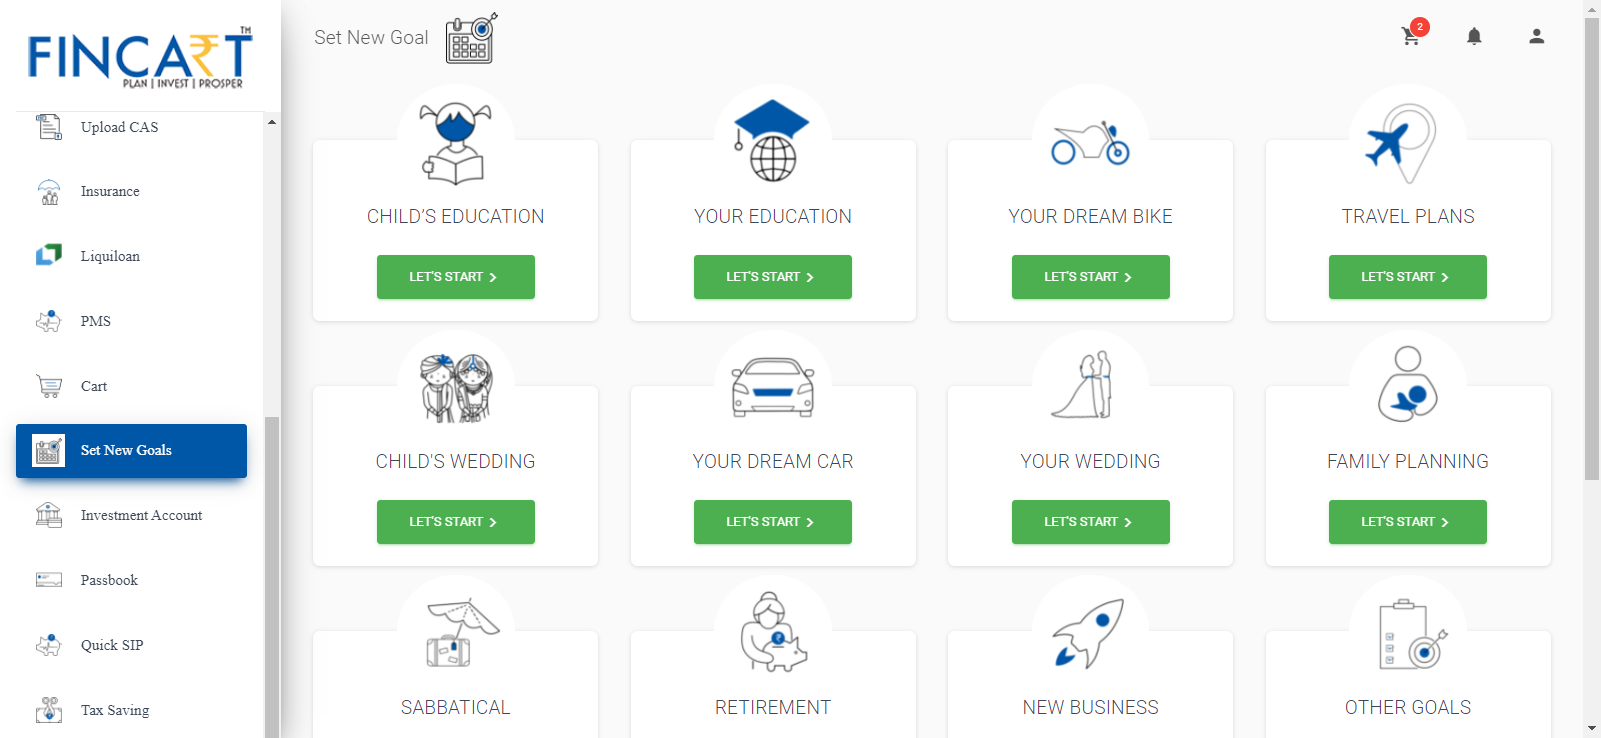 FINCART TM
PLAN | INVEST | PROSPER
Upload CAS
Insurance
Liquiloan
PMS
Cart
Set New Goals
Investment Account
Passbook
Quick SIP
Tax Saving
Set New Goal
2
CHILD'S EDUCATION
LET'S START
YOUR EDUCATION
LET'S START
YOUR DREAM BIKE
LET'S START
TRAVEL PLANS
LET'S START
CHILD'S WEDDING
LET'S START
YOUR DREAM CAR
LET'S START
YOUR WEDDING
LET'S START
FAMILY PLANNING
LET'S START
SABBATICAL
RETIREMENT
NEW BUSINESS
OTHER GOALS